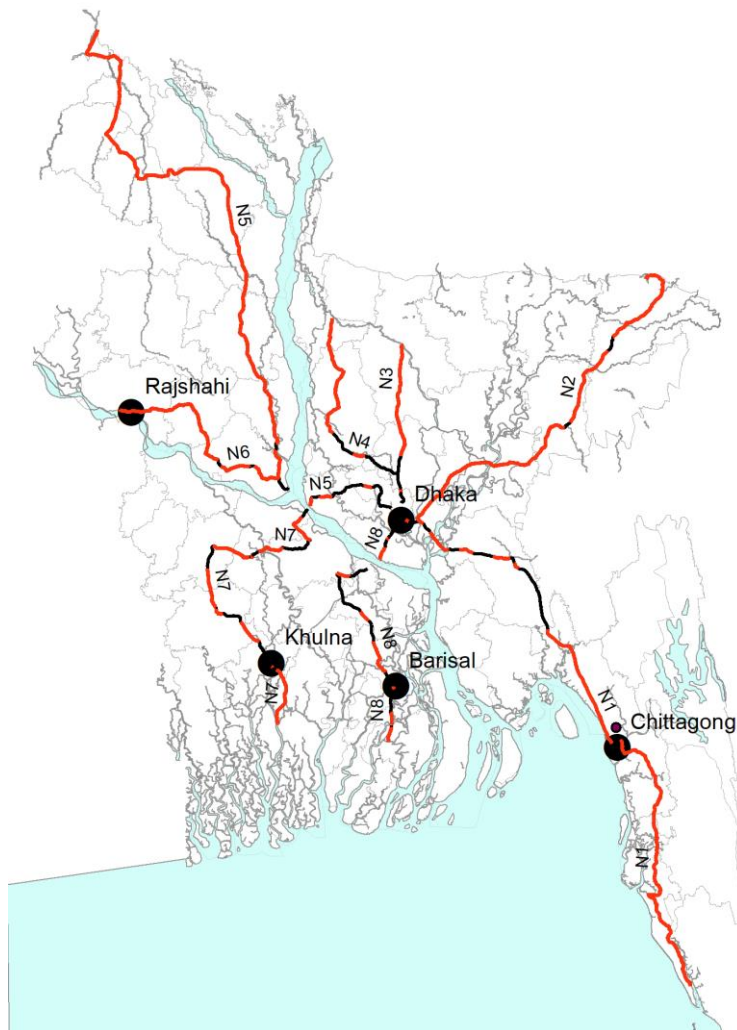 N5
N2
N3
Rajshahi
N4
N6
N5
Dhaka
N7
N8
N7
Khulna
N8
Barisal
N7
N8
N1
Chittagong
N1